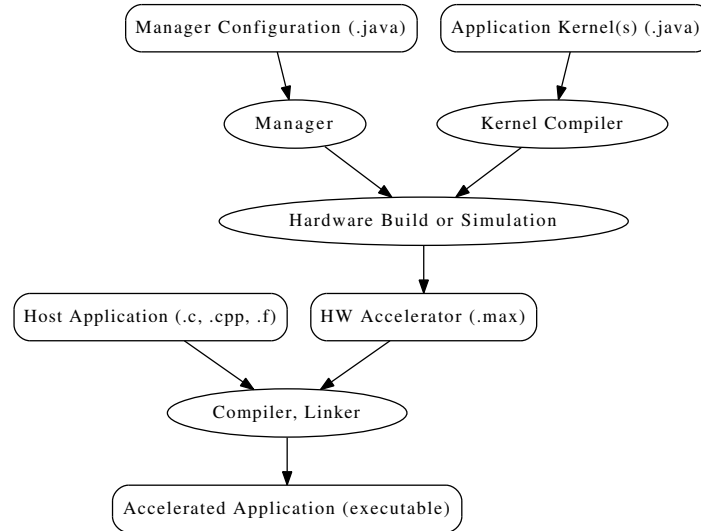 Manager Configuration (.java)
Application Kernel(s) (.java)
Manager
Kernel Compiler
Hardware Build or Simulation
Host Application (.c, .cpp, .f)
HW Accelerator (.max)
Compiler, Linker
Accelerated Application (executable)